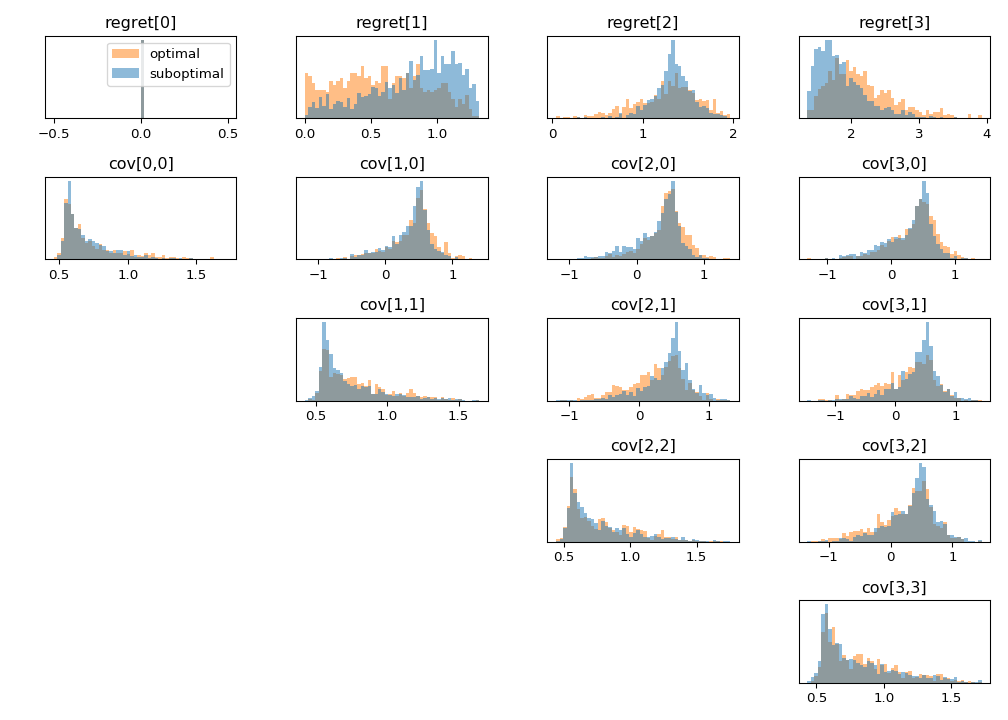 regret[0] regret[1] regret[2] regret[3]
optimal
suboptimal
−0.5 0.0 0.5 0.0 0.5 1.0 0 1 2 2 3 4
cov[0,0] cov[1,0] cov[2,0] cov[3,0]
0.5 1.0 1.5 −1 0 1 −1 0 1 −1 0 1
cov[1,1] cov[2,1] cov[3,1]
0.5 1.0 1.5 −1 0 1 −1 0 1
cov[2,2] cov[3,2]
0.5 1.0 1.5 −1 0 1
cov[3,3]
0.5 1.0 1.5